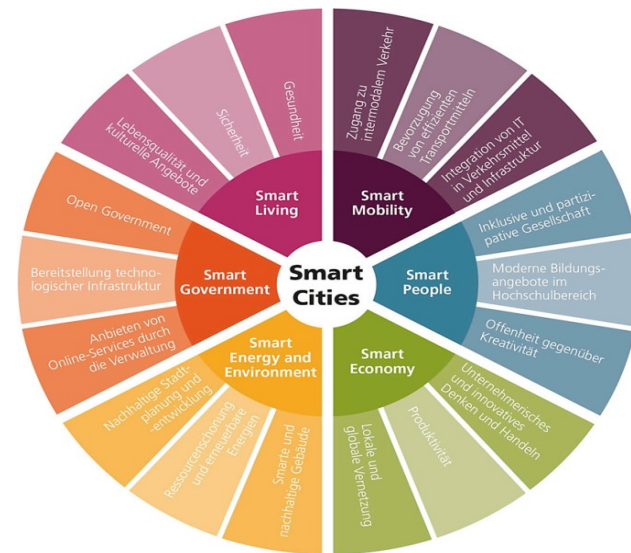 Smart
Cities
Smart
Mobility
Zugang zu
intermodalem Verkehr
Bevorzugung
von effizienten
Transportmitteln
Integration von IT
in Verkehrsmittel
und Infrastruktur
Smart
People
Inklusive und partizi-
pative Gesellschaft
Moderne Bildungs-
angebote im
Hochschulbereich
Offenheit gegenüber
Kreativität
Smart
Economy
Unternehmerisches
und innovatives
Denken und Handeln
Produktivität
Lokale und
globale Vernetzung
Smart
Energy and
Environment
Smarte und
nachhaltige Gebäude
Ressourcenschonung
und erneuerbare
Energien
Nachhaltige Stadt-
planung und
-entwicklung
Smart
Government
Anbieten von
Online-Services durch
die Verwaltung
Bereitstellung techno-
logischer Infrastruktur
Open Government
Smart
Living
Lebensqualität und
kulturelle Angebote
Sicherheit
Gesundheit